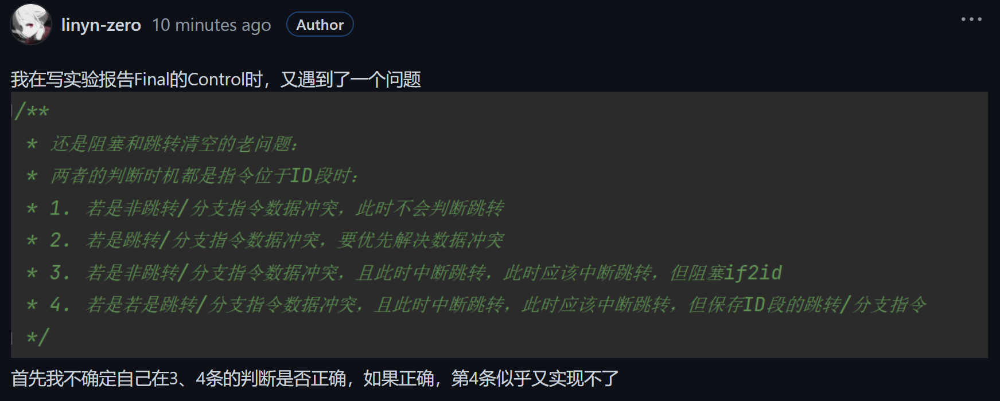 linyn-zero 10 minutes ago Author
我在写实验报告Final的Control时，又遇到了一个问题
/**
* 还是阻塞和跳转清空的老问题：
* 两者的判断时机都是指令位于ID段时：
* 1. 若是非跳转/分支指令数据冲突，此时不会判断跳转
* 2. 若是跳转/分支指令数据冲突，要优先解决数据冲突
* 3. 若是非跳转/分支指令数据冲突，且此时中断跳转，此时应该中断跳转，但阻塞if2id
* 4. 若是若是跳转/分支指令数据冲突，且此时中断跳转，此时应该中断跳转，但保存ID段的跳转/分支指令
*/
首先我不确定自己在3、4条的判断是否正确，如果正确，第4条似乎又实现不了